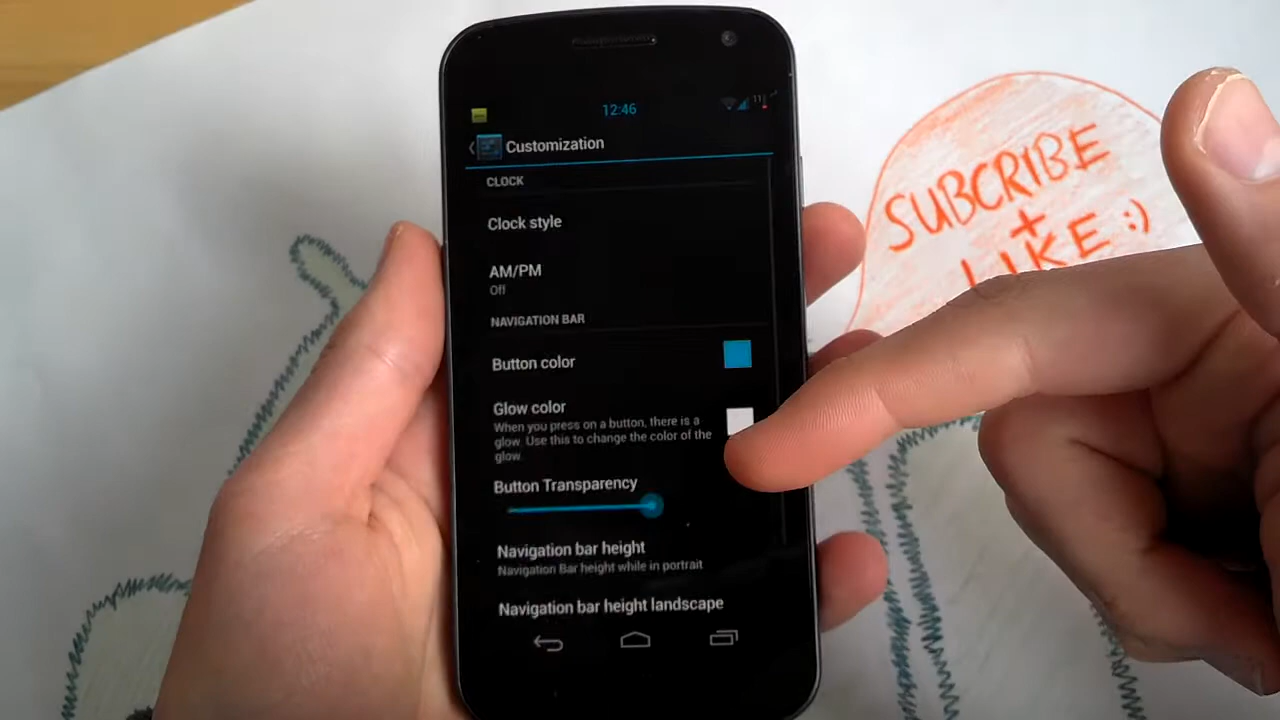 12:46
Customization
CLOCK
Clock style
AM/PM
Off
NAVIGATION BAR
Button color
Glow color
When you press on a button, there is a
glow. Use this to change the color of the
glow.
Button Transparency
Navigation bar height
Navigation Bar height while in portrait
Navigation bar height landscape
SUBCRIBE
+
LIKE :)